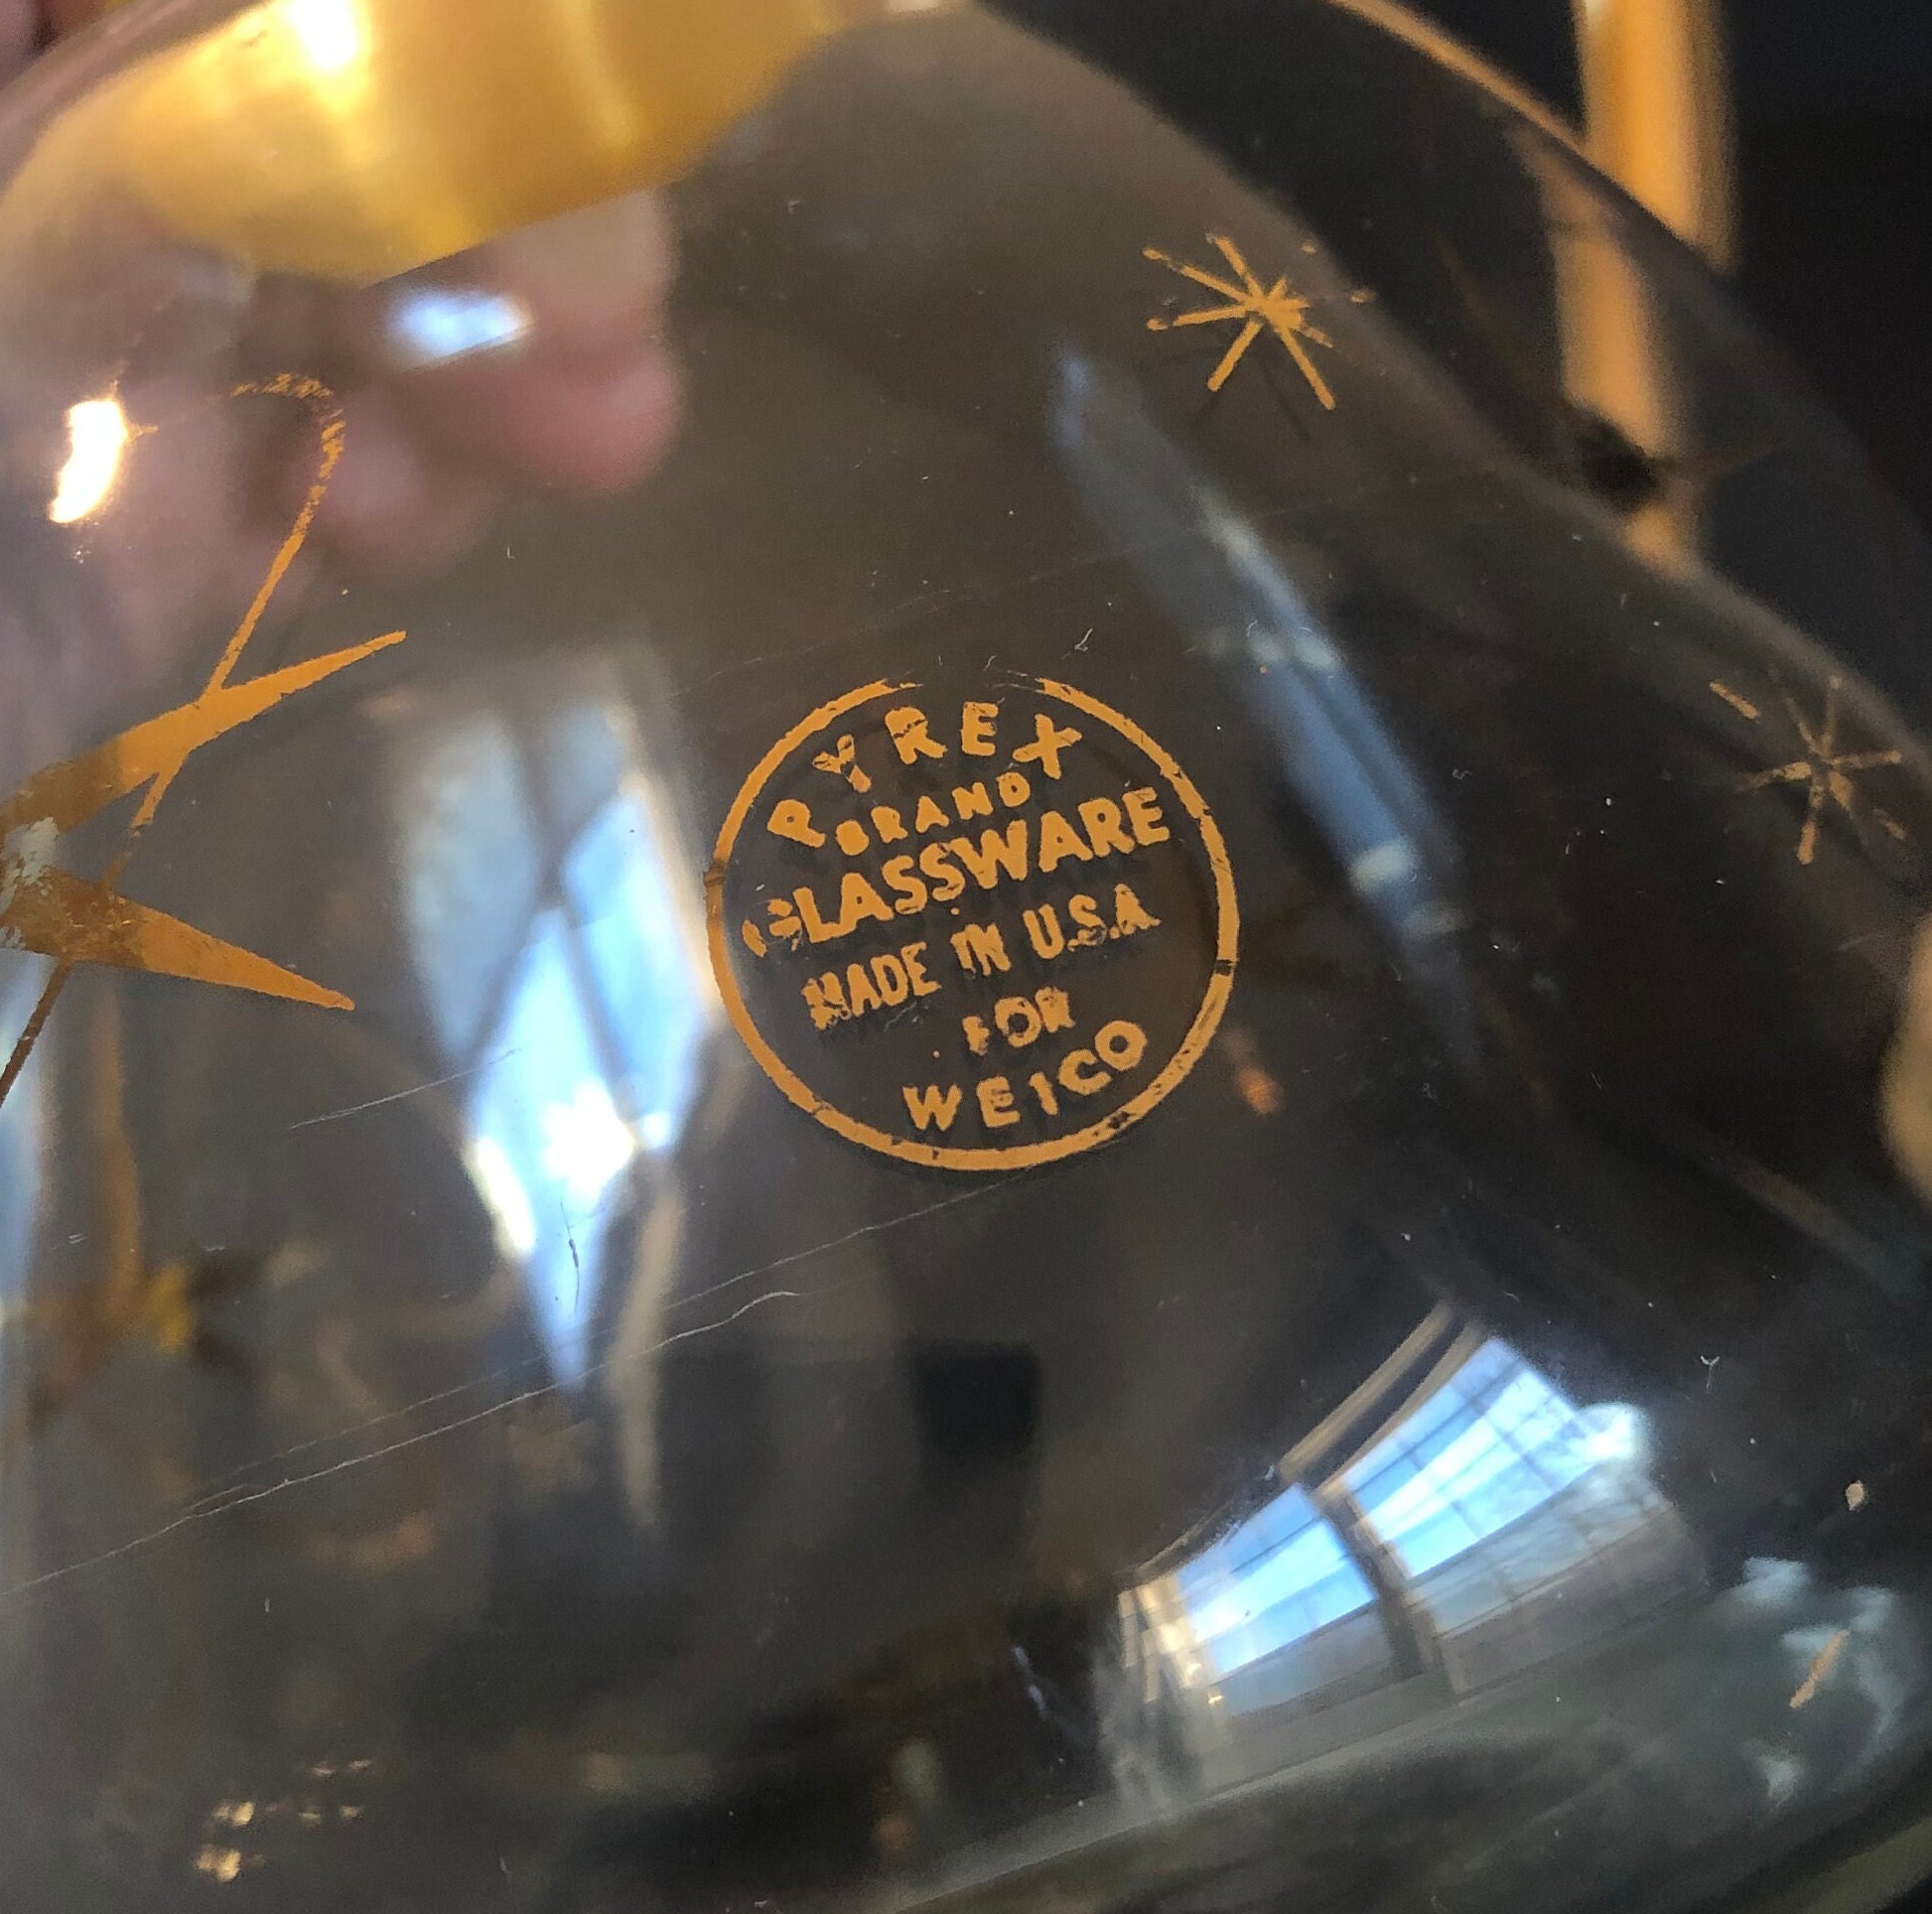 PYREX
BRAND
GLASSWARE
MADE IN U.S.A
FOR
WEICO